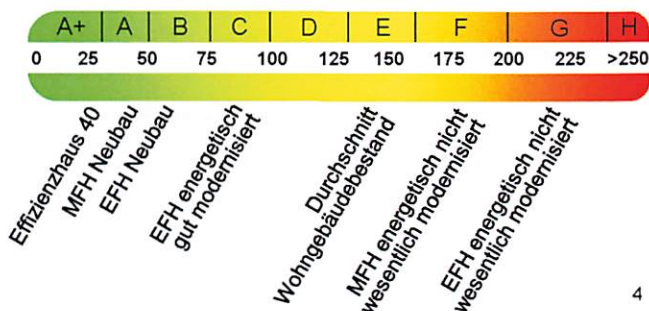 A+ A B C D E F G H
0 25 50 75 100 125 150 175 200 225 >250
Effizienzhaus 40
MFH Neubau
EFH Neubau
EFH energetisch
gut modernisiert
Durchschnitt
Wohngebäudebestand
MFH energetisch nicht
wesentlich modernisiert
EFH energetisch nicht
wesentlich modernisiert
4